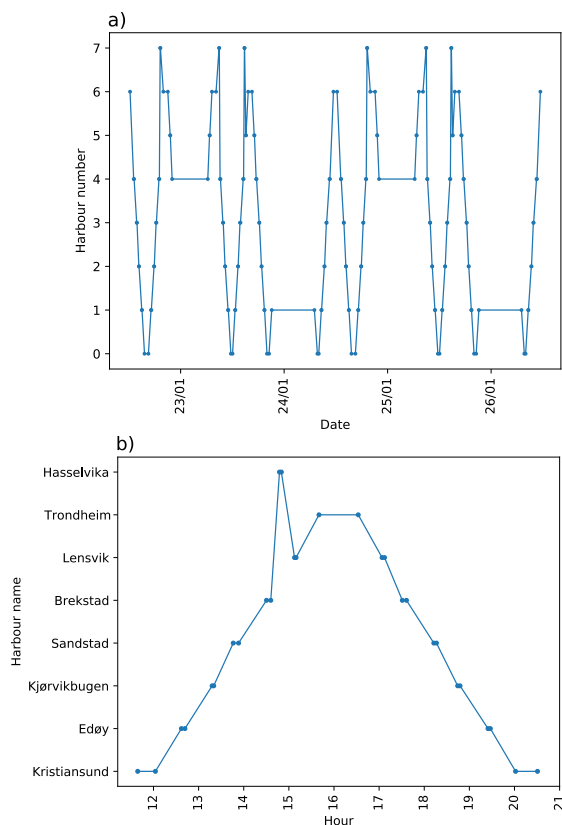 a)
7
6
5
4
3
2
1
0
Harbour number
23/01
24/01
25/01
26/01
Date
b)
Hasselvika
Trondheim
Lensvik
Brekstad
Sandstad
Kjørvikbugen
Edøy
Kristiansund
Harbour name
12
13
14
15
16
17
18
19
20
21
Hour